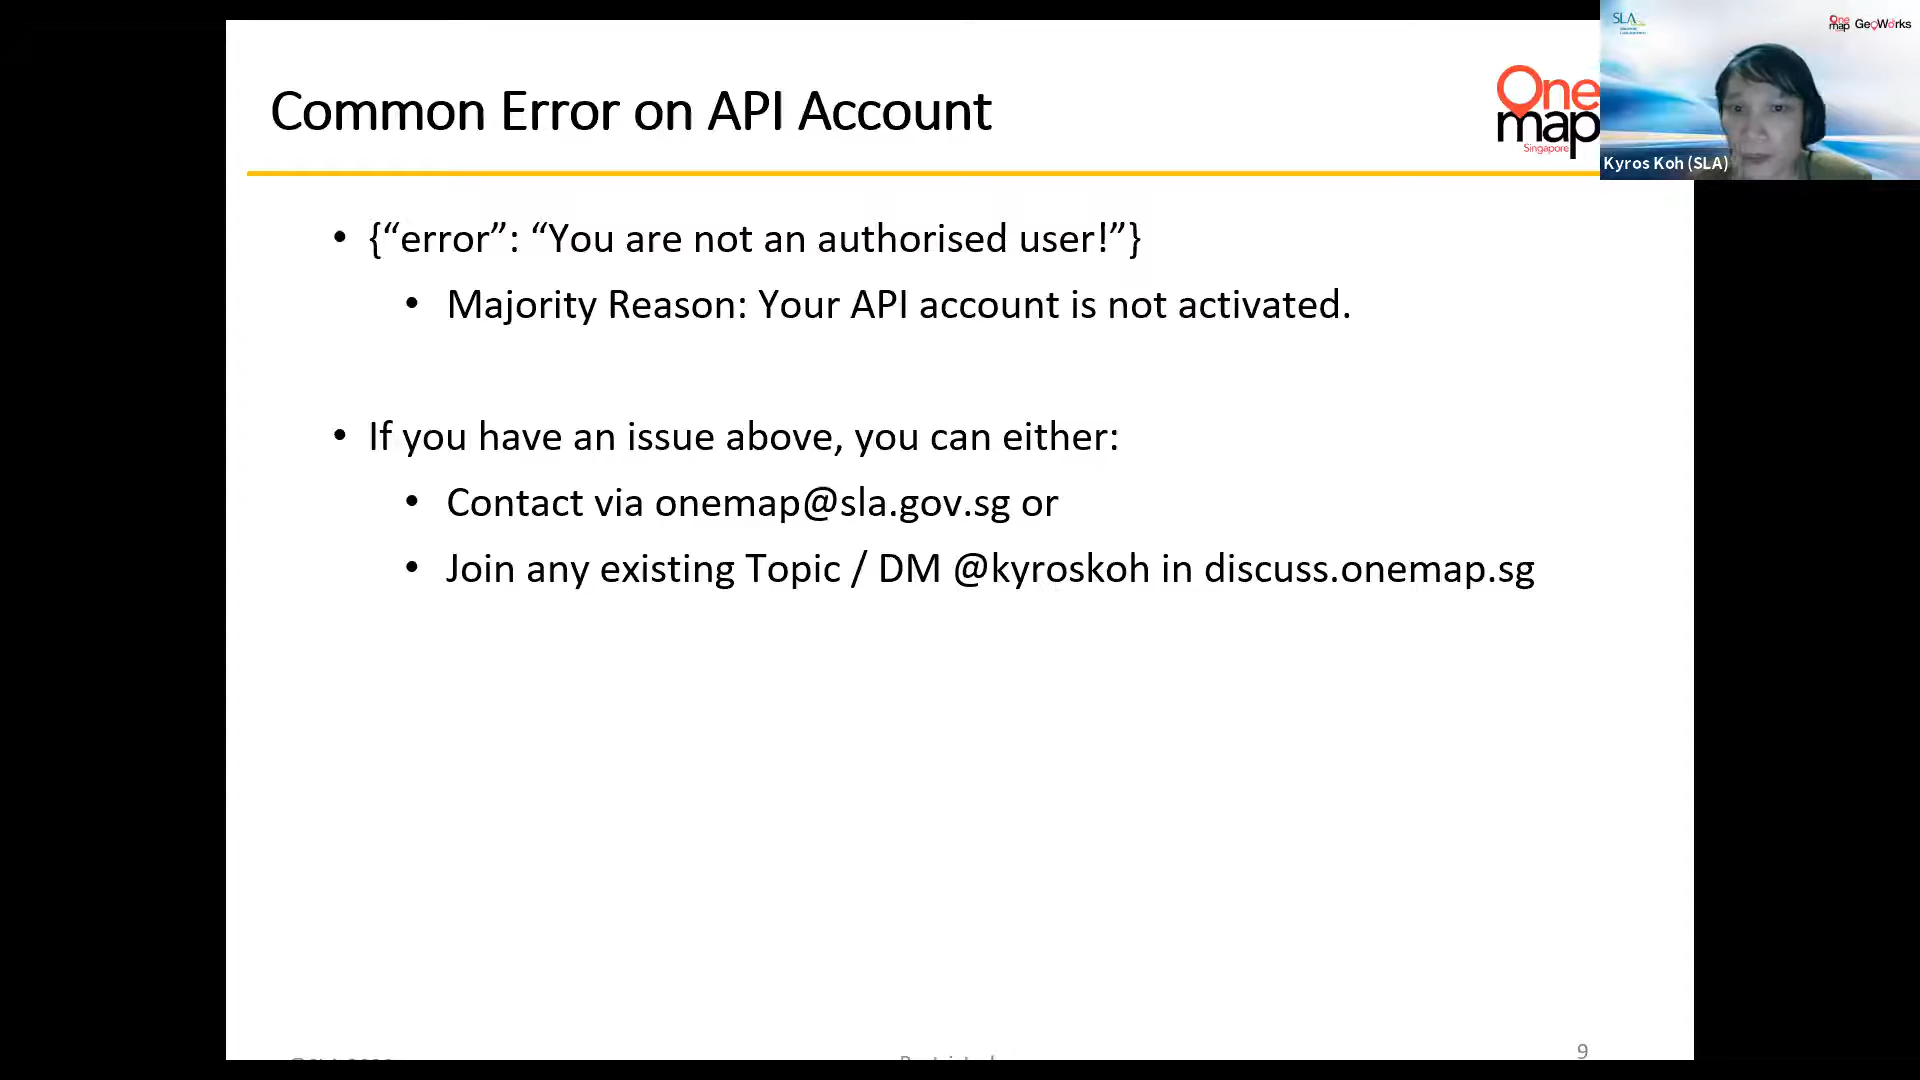 Common Error on API Account
One
map
Singapore
SLA
One
map GeoWorks
Kyros Koh (SLA)
• {“error”: “You are not an authorised user!”}
• Majority Reason: Your API account is not activated.
• If you have an issue above, you can either:
• Contact via onemap@sla.gov.sg or
• Join any existing Topic / DM @kyroskoh in discuss.onemap.sg
9